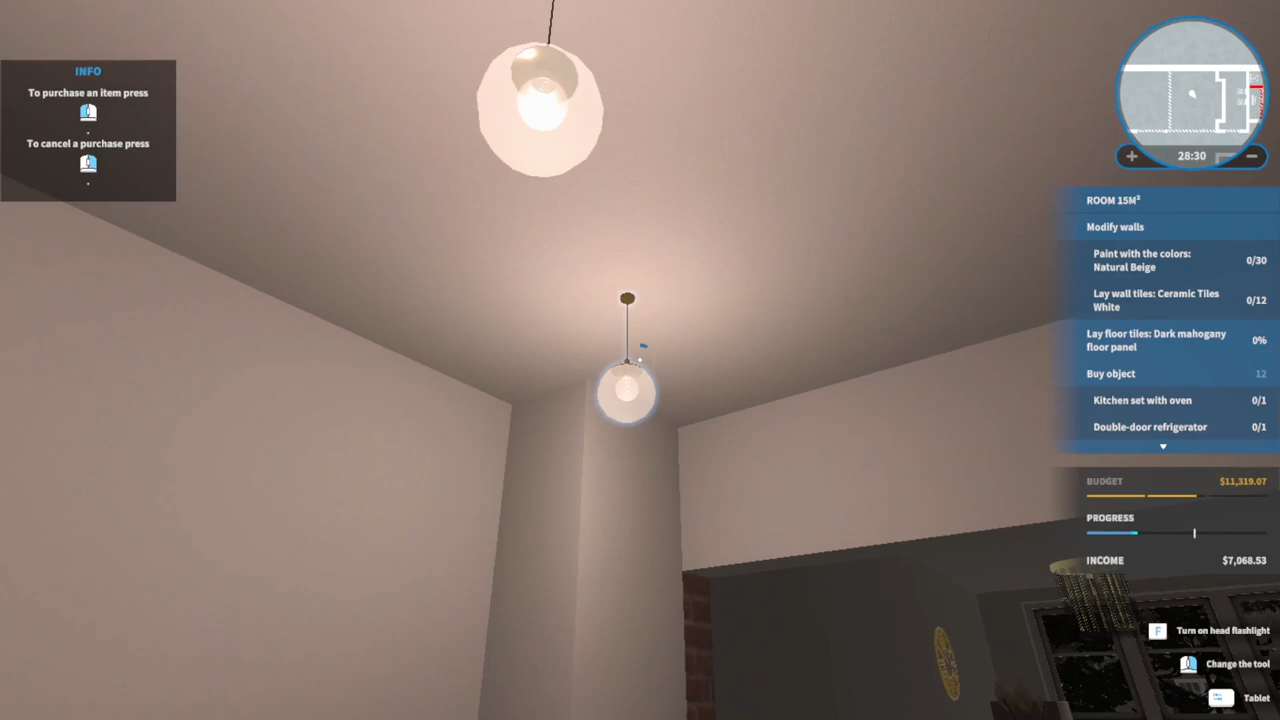 INFO
To purchase an item press
.
To cancel a purchase press
.
28:30
ROOM 15M²
Modify walls
Paint with the colors:
Natural Beige
0/30
Lay wall tiles: Ceramic Tiles
White
0/12
Lay floor tiles: Dark mahogany
floor panel
0%
Buy object 12
Kitchen set with oven 0/1
Double-door refrigerator 0/1
BUDGET $11,319.07
PROGRESS
INCOME $7,068.53
F Turn on head flashlight
Change the tool
Tablet